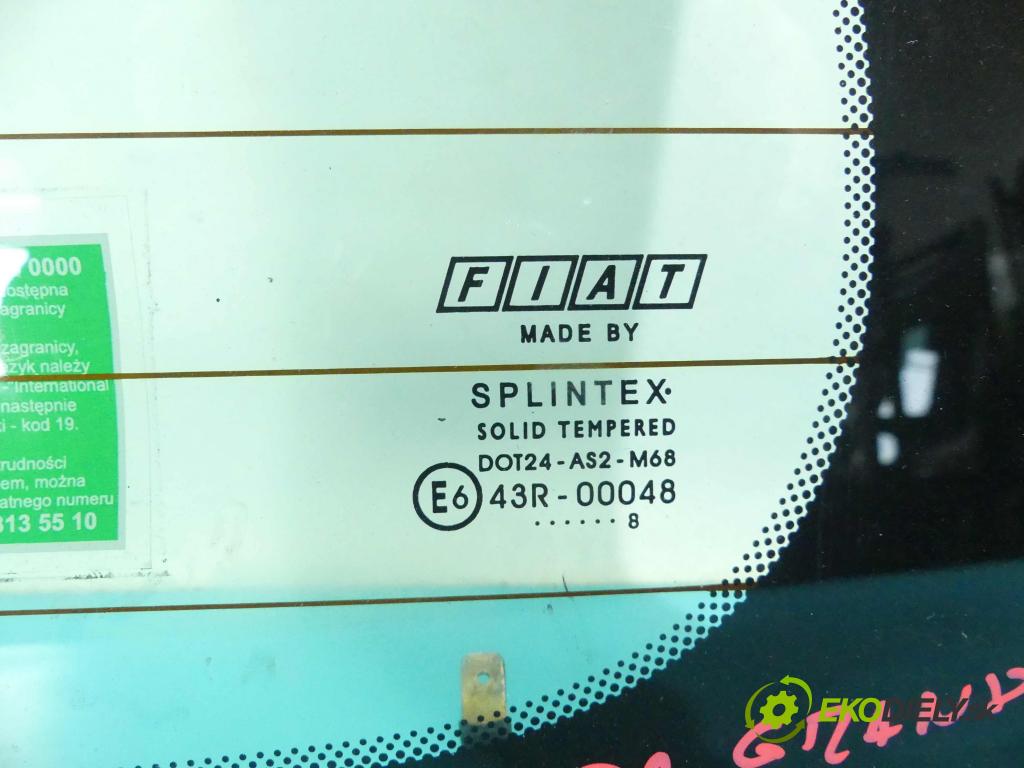 0000
ostępna
agranicy
zagranicy,
zyk należy
- International
następnie
i - kod 19.
rudności
em, można
atnego numeru
813 55 10
FIAT
MADE BY
SPLINTEX
SOLID TEMPERED
DOT24-AS2-M68
E6 43R-00048
......8
EKODIELY